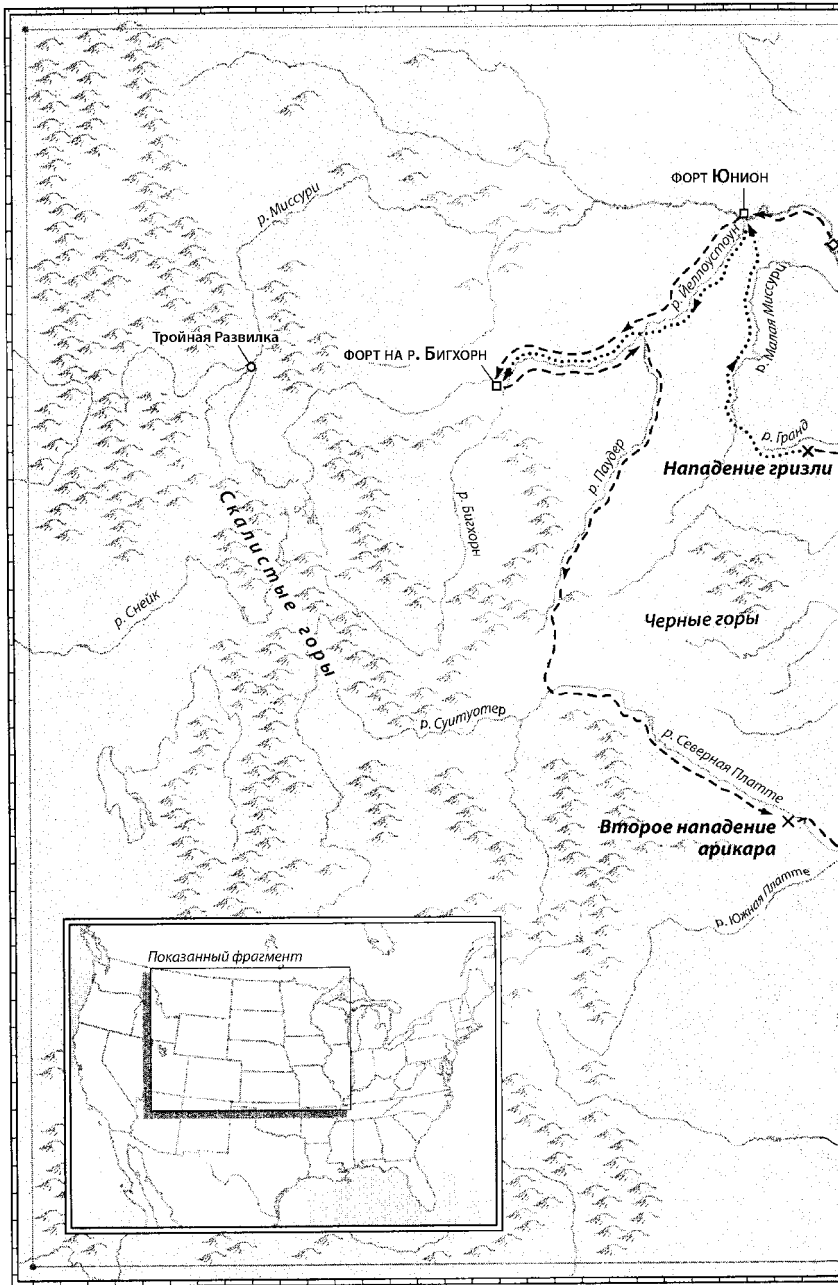 ФОРТ ЮНИОН
р. Миссури
р. Йеллоустоун
р. Малая Миссури
Тройная Развилка
ФОРТ НА Р. БИГХОРН
р. Гранд
Нападение гризли
р. Паудер
р. Бигхорн
Скалистые горы
р. Снейк
Черные горы
р. Суитуотер
р. Северная Платте
Второе нападение
арикара
р. Южная Платте
Показанный фрагмент